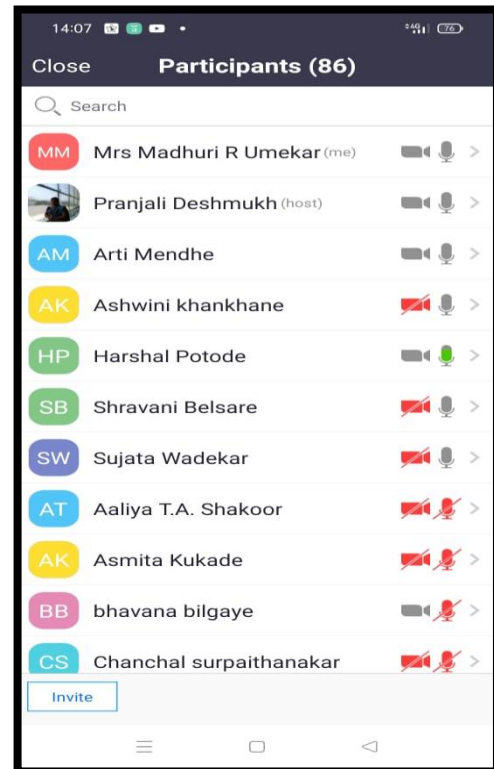 14:07
4G 76
Close Participants (86)
Search
MM Mrs Madhuri R Umekar (me)
Pranjali Deshmukh (host)
AM Arti Mendhe
AK Ashwini khankhane
HP Harshal Potode
SB Shravani Belsare
SW Sujata Wadekar
AT Aaliya T.A. Shakoor
AK Asmita Kukade
BB bhavana bilgaye
CS Chanchal surpaithanakar
Invite